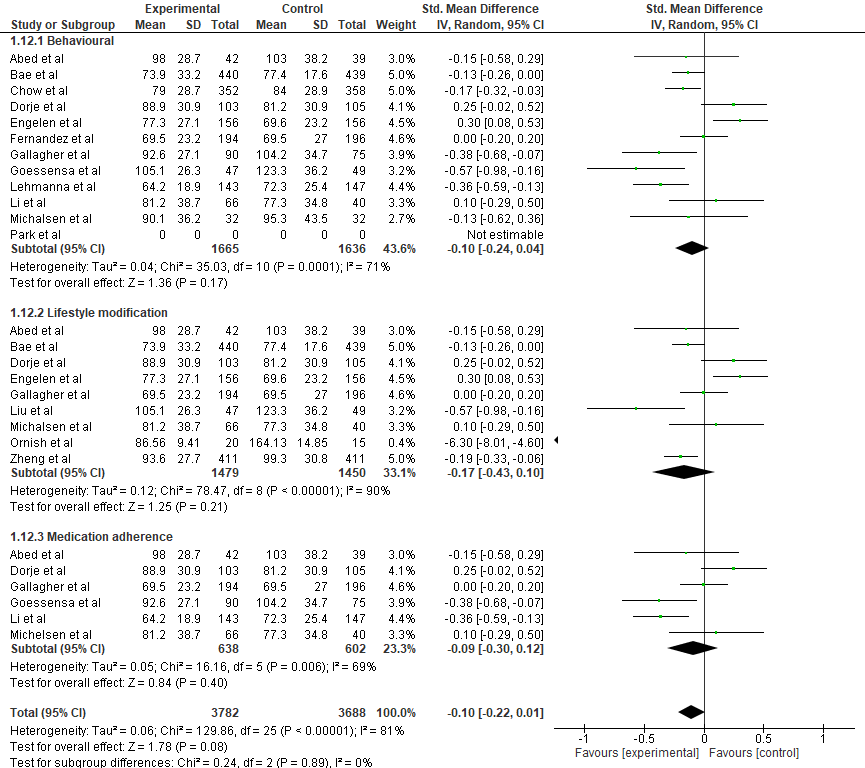 Experimental Control Std. Mean Difference Std. Mean Difference
Study or Subgroup Mean SD Total Mean SD Total Weight IV, Random, 95% CI IV, Random, 95% CI
1.12.1 Behavioural
Abed et al 98 28.7 42 103 38.2 39 3.0% -0.15 [-0.58, 0.29]
Bae et al 73.9 33.2 440 77.4 17.6 439 5.2% -0.13 [-0.26, 0.00]
Chow et al 79 28.7 352 84 28.9 358 5.1% -0.17 [-0.32, -0.03]
Dorje et al 88.9 30.9 103 81.2 30.9 105 4.1% 0.25 [-0.02, 0.52]
Engelen et al 77.3 27.1 156 69.6 23.2 156 4.5% 0.30 [0.08, 0.53]
Fernandez et al 69.5 23.2 194 69.5 27 196 4.6% 0.00 [-0.20, 0.20]
Gallagher et al 92.6 27.1 90 104.2 34.7 75 3.9% -0.38 [-0.68, -0.07]
Goessensa et al 105.1 26.3 47 123.3 36.2 49 3.1% -0.57 [-0.98, -0.16]
Lehmanna et al 64.2 18.9 143 72.3 25.4 147 4.4% -0.36 [-0.59, -0.13]
Li et al 81.2 38.7 66 77.3 34.8 40 3.2% 0.10 [-0.29, 0.50]
Michalsen et al 90.1 36.2 32 95.3 43.5 32 2.7% -0.13 [-0.62, 0.36]
Park et al 0 0 0 0 0 0 Not estimable
Subtotal (95% CI) 1665 1636 43.6% -0.10 [-0.24, 0.04]
Heterogeneity: Tau² = 0.04; Chi² = 35.03, df = 10 (P = 0.0001); I² = 71%
Test for overall effect: Z = 1.36 (P = 0.17)
1.12.2 Lifestyle modification
Abed et al 98 28.7 42 103 38.2 39 3.0% -0.15 [-0.58, 0.29]
Bae et al 73.9 33.2 440 77.4 17.6 439 5.2% -0.13 [-0.26, 0.00]
Dorje et al 88.9 30.9 103 81.2 30.9 105 4.1% 0.25 [-0.02, 0.52]
Engelen et al 77.3 27.1 156 69.6 23.2 156 4.5% 0.30 [0.08, 0.53]
Gallagher et al 69.5 23.2 194 69.5 27 196 4.6% 0.00 [-0.20, 0.20]
Liu et al 105.1 26.3 47 123.3 36.2 49 3.1% -0.57 [-0.98, -0.16]
Michalsen et al 81.2 38.7 66 77.3 34.8 40 3.2% 0.10 [-0.29, 0.50]
Ornish et al 86.56 9.41 20 164.13 14.85 15 0.4% -6.30 [-8.01, -4.60]
Zheng et al 93.6 27.7 411 99.3 30.8 411 5.1% -0.19 [-0.33, -0.06]
Subtotal (95% CI) 1479 1450 33.1% -0.17 [-0.43, 0.10]
Heterogeneity: Tau² = 0.12; Chi² = 78.47, df = 8 (P < 0.00001); I² = 90%
Test for overall effect: Z = 1.25 (P = 0.21)
1.12.3 Medication adherence
Abed et al 98 28.7 42 103 38.2 39 3.0% -0.15 [-0.58, 0.29]
Dorje et al 88.9 30.9 103 81.2 30.9 105 4.1% 0.25 [-0.02, 0.52]
Gallagher et al 69.5 23.2 194 69.5 27 196 4.6% 0.00 [-0.20, 0.20]
Goessensa et al 92.6 27.1 90 104.2 34.7 75 3.9% -0.38 [-0.68, -0.07]
Li et al 64.2 18.9 143 72.3 25.4 147 4.4% -0.36 [-0.59, -0.13]
Michelsen et al 81.2 38.7 66 77.3 34.8 40 3.2% 0.10 [-0.29, 0.50]
Subtotal (95% CI) 638 602 23.3% -0.09 [-0.30, 0.12]
Heterogeneity: Tau² = 0.05; Chi² = 16.16, df = 5 (P = 0.006); I² = 69%
Test for overall effect: Z = 0.84 (P = 0.40)
Total (95% CI) 3782 3688 100.0% -0.10 [-0.22, 0.01]
Heterogeneity: Tau² = 0.06; Chi² = 129.86, df = 25 (P < 0.00001); I² = 81%
Test for overall effect: Z = 1.78 (P = 0.08)
Test for subgroup differences: Chi² = 0.24, df = 2 (P = 0.89), I² = 0%
-1 -0.5 0 0.5 1
Favours [experimental] Favours [control]